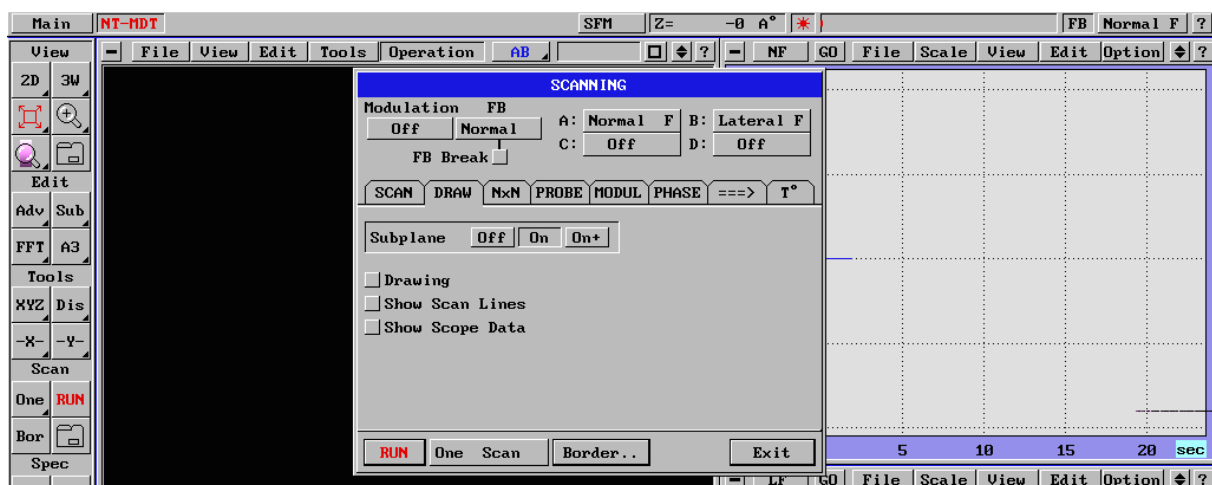 Main NT-MDT SFM Z= -0 A° FB Normal F ?
View - File View Edit Tools Operation AB ? - NF GO File Scale View Edit Option ?
2D 3W
Edit
Adv Sub
FFT A3
Tools
XYZ Dis
-X- -Y-
Scan
One RUN
Bor
Spec
SCANNING
Modulation FB
Off Normal A: Normal F B: Lateral F
FB Break C: Off D: Off
SCAN DRAW NxN PROBE MODUL PHASE ===> T°
Subplane Off On On+
Drawing
Show Scan Lines
Show Scope Data
RUN One Scan Border.. Exit
5 10 15 20 sec
- LF GO File Scale View Edit Option ?